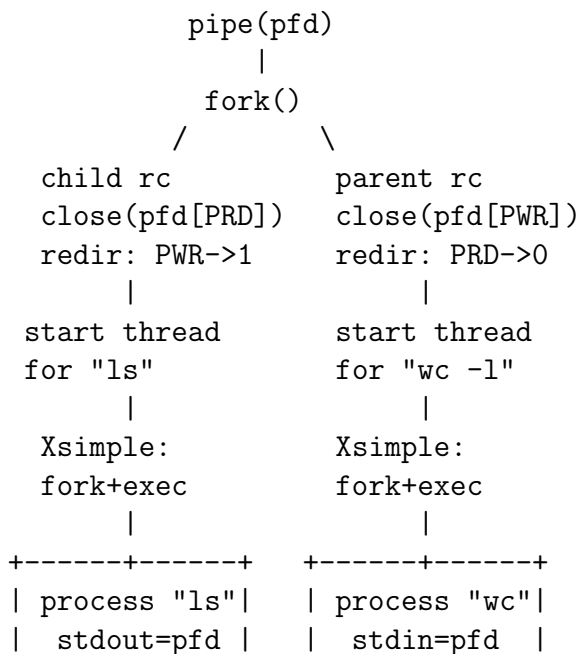 pipe(pfd)
|
fork()
/ \
child rc parent rc
close(pfd[PRD]) close(pfd[PWR])
redir: PWR->1 redir: PRD->0
| |
start thread start thread
for "ls" for "wc -l"
| |
Xsimple: Xsimple:
fork+exec fork+exec
| |
+------+------+ +------+------+
| process "ls"| | process "wc"|
| stdout=pfd | | stdin=pfd |